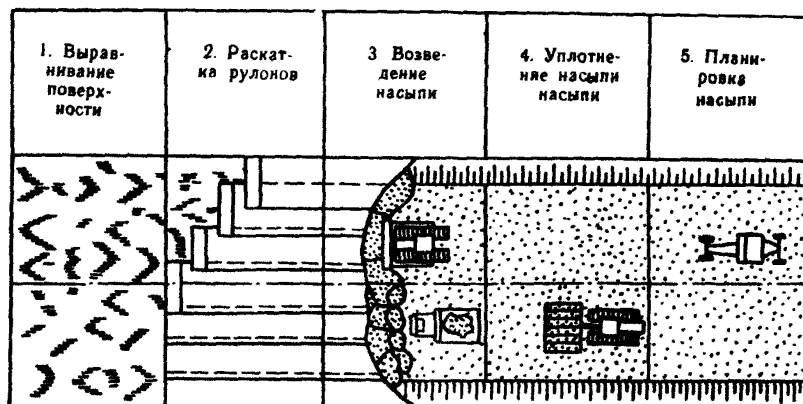 1. Вырав-
нивание
поверх-
ности
2. Раскат-
ка рулонов
3 Возве-
дение
насыпи
4. Уплотне-
няе насыпи
насыпи
5. Плани-
ровка
насыпи